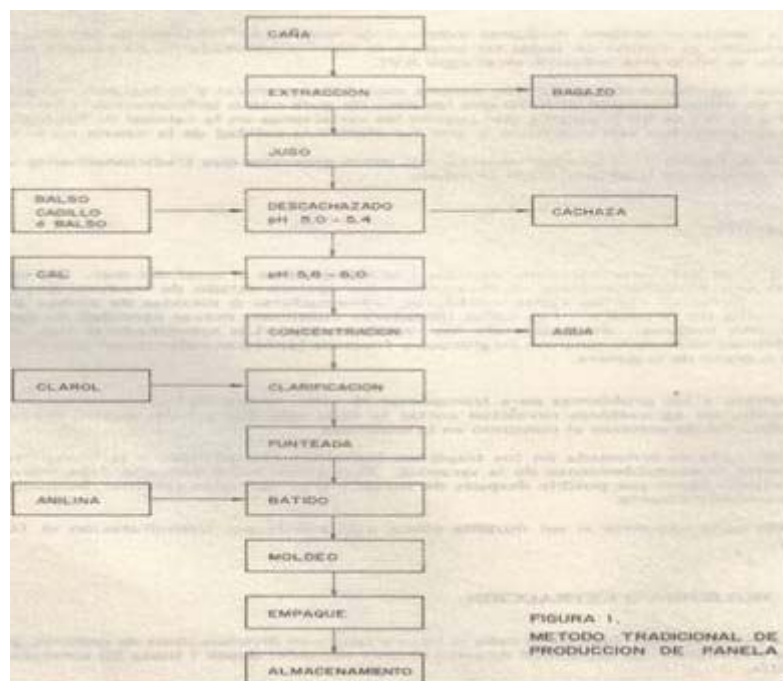 CAÑA
EXTRACCION
BAGAZO
JUGO
BALSO
CADILLO
ó BALSO
DESCACHAZADO
pH 5.0 - 5.4
CACHAZA
CAL
pH 5,6 - 6,0
CONCENTRACION
AGUA
CLAROL
CLARIFICACION
PUNTEADA
ANILINA
BATIDO
MOLDEO
EMPAQUE
ALMACENAMIENTO
FIGURA 1.
METODO TRADICIONAL DE
PRODUCCION DE PANELA